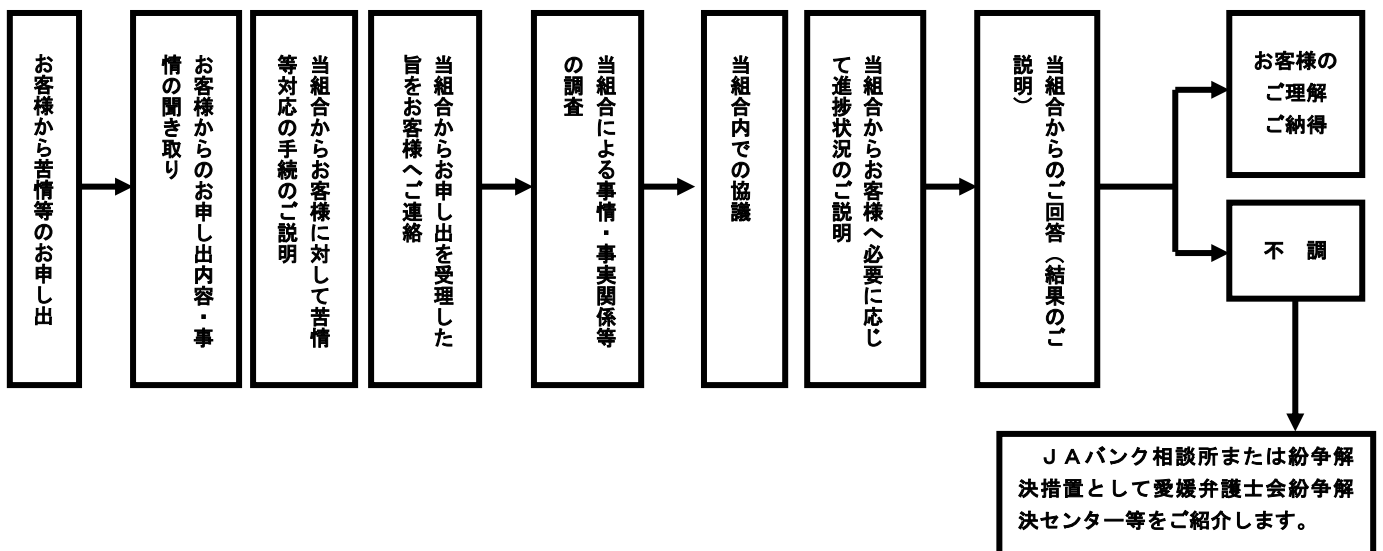 お客様から苦情等のお申し出
お客様からのお申し出内容・事
情の聞き取り
当組合からお客様に対して苦情
等対応の手続のご説明
当組合からお申し出を受理した
旨をお客様へご連絡
当組合による事情・事実関係等
の調査
当組合内での協議
当組合からお客様へ必要に応じ
て進捗状況のご説明
当組合からのご回答（結果のご
説明）
お客様の
ご理解
ご納得
不　調
ＪＡバンク相談所または紛争解
決措置として愛媛弁護士会紛争解
決センター等をご紹介します。